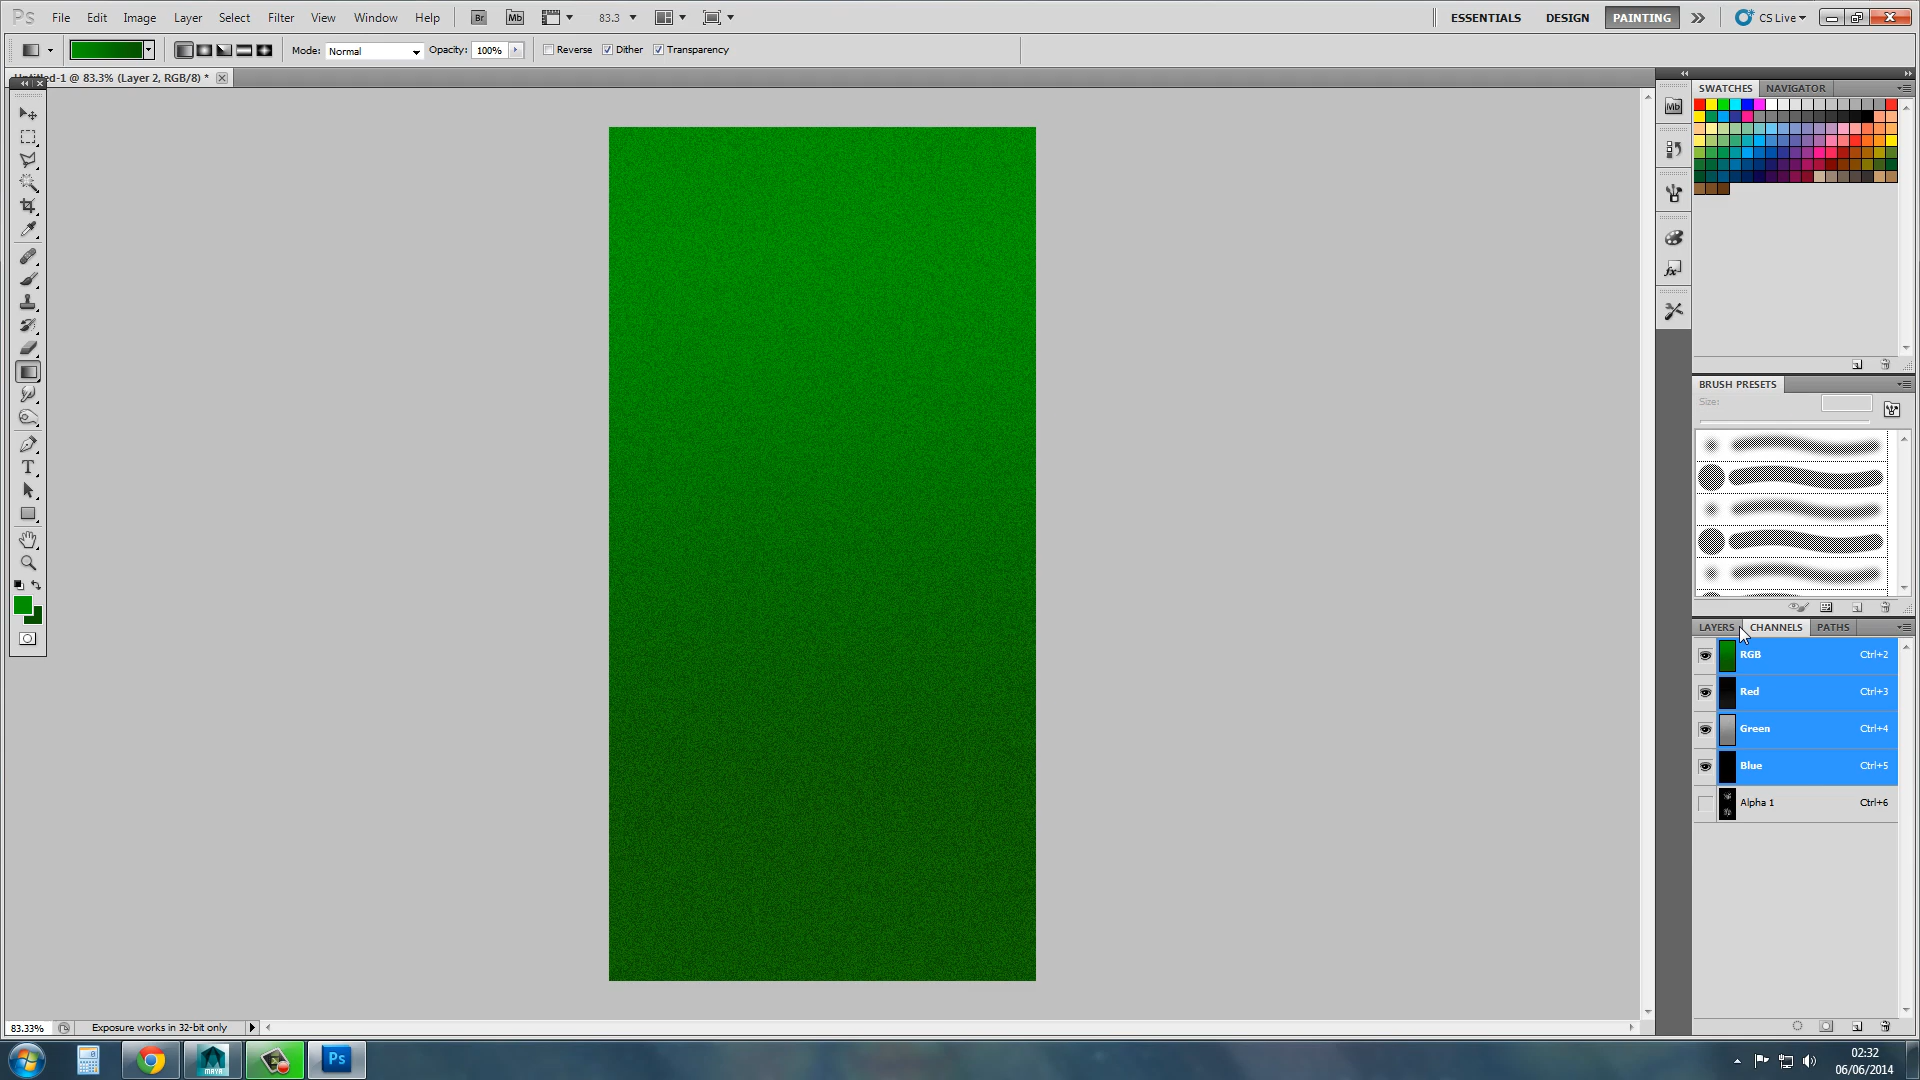 Ps File Edit Image Layer Select Filter View Window Help Br Mb 83.3 ESSENTIALS DESIGN PAINTING CS Live
Mode: Normal Opacity: 100% Reverse Dither Transparency
Untitled-1 @ 83.3% (Layer 2, RGB/8) *
SWATCHES NAVIGATOR
Mb
BRUSH PRESETS
Size:
LAYERS CHANNELS PATHS
RGB Ctrl+2
Red Ctrl+3
Green Ctrl+4
Blue Ctrl+5
Alpha 1 Ctrl+6
83.33% Exposure works in 32-bit only
MAYA
Ps
02:32
06/06/2014